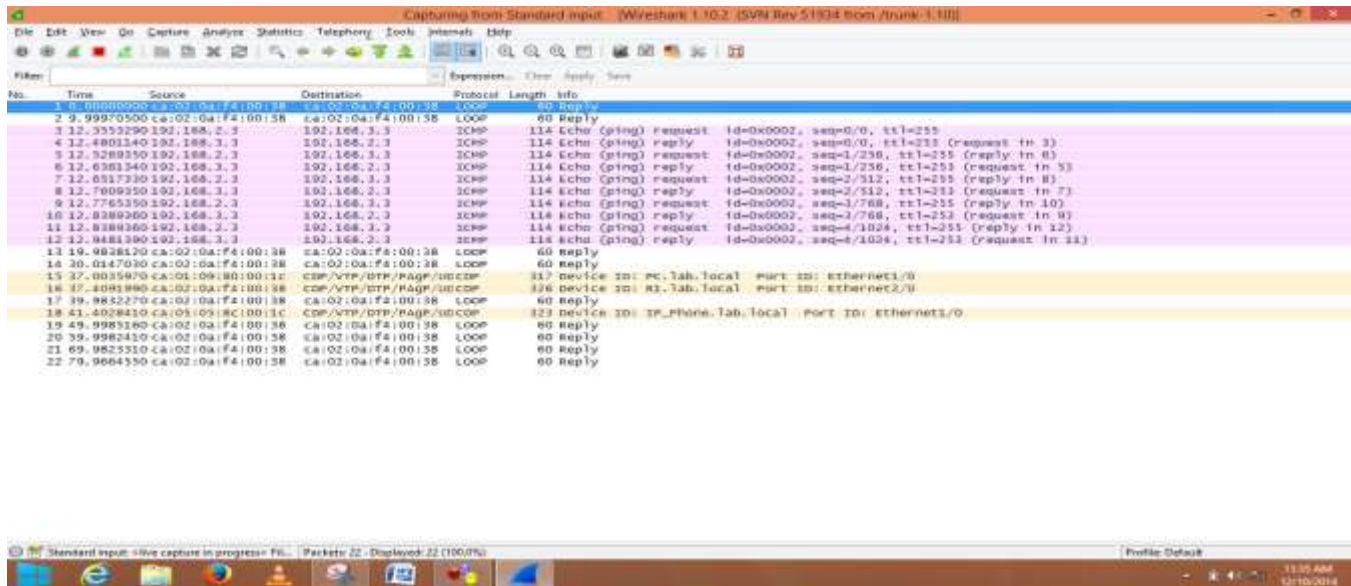 Capturing from Standard input [Wireshark 1.10.2 (SVN Rev 51934 from /trunk-1.10)]
File Edit View Go Capture Analyze Statistics Telephony Tools Internals Help
Filter: Expression... Clear Apply Save
No. Time Source Destination Protocol Length Info
1 0.00000000 ca:02:0a:f4:00:38 ca:02:0a:f4:00:38 LOOP 60 Reply
2 9.99970500 ca:02:0a:f4:00:38 ca:02:0a:f4:00:38 LOOP 60 Reply
3 12.3553290 192.168.2.3 192.168.3.3 ICMP 114 Echo (ping) request id=0x0002, seq=0/0, ttl=255
4 12.4801140 192.168.3.3 192.168.2.3 ICMP 114 Echo (ping) reply id=0x0002, seq=0/0, ttl=253 (request in 3)
5 12.5269350 192.168.2.3 192.168.3.3 ICMP 114 Echo (ping) request id=0x0002, seq=1/256, ttl=255 (reply in 6)
6 12.6361340 192.168.3.3 192.168.2.3 ICMP 114 Echo (ping) reply id=0x0002, seq=1/256, ttl=253 (request in 5)
7 12.6517330 192.168.2.3 192.168.3.3 ICMP 114 Echo (ping) request id=0x0002, seq=2/512, ttl=255 (reply in 8)
8 12.7609350 192.168.3.3 192.168.2.3 ICMP 114 Echo (ping) reply id=0x0002, seq=2/512, ttl=253 (request in 7)
9 12.7765350 192.168.2.3 192.168.3.3 ICMP 114 Echo (ping) request id=0x0002, seq=3/768, ttl=255 (reply in 10)
10 12.8389360 192.168.3.3 192.168.2.3 ICMP 114 Echo (ping) reply id=0x0002, seq=3/768, ttl=253 (request in 9)
11 12.8389360 192.168.2.3 192.168.3.3 ICMP 114 Echo (ping) request id=0x0002, seq=4/1024, ttl=255 (reply in 12)
12 12.9481390 192.168.3.3 192.168.2.3 ICMP 114 Echo (ping) reply id=0x0002, seq=4/1024, ttl=253 (request in 11)
13 19.9838120 ca:02:0a:f4:00:38 ca:02:0a:f4:00:38 LOOP 60 Reply
14 30.0147030 ca:02:0a:f4:00:38 ca:02:0a:f4:00:38 LOOP 60 Reply
15 37.0035970 ca:01:09:80:00:1c CDP/VTP/DTP/PAgP/UD CDP 317 Device ID: PC.lab.local Port ID: Ethernet1/0
16 37.4091990 ca:02:0a:f4:00:38 CDP/VTP/DTP/PAgP/UD CDP 326 Device ID: R1.lab.local Port ID: Ethernet2/0
17 39.9832270 ca:02:0a:f4:00:38 ca:02:0a:f4:00:38 LOOP 60 Reply
18 41.4028410 ca:05:05:8c:00:1c CDP/VTP/DTP/PAgP/UD CDP 323 Device ID: IP_Phone.lab.local Port ID: Ethernet1/0
19 49.9985160 ca:02:0a:f4:00:38 ca:02:0a:f4:00:38 LOOP 60 Reply
20 59.9982410 ca:02:0a:f4:00:38 ca:02:0a:f4:00:38 LOOP 60 Reply
21 69.9823310 ca:02:0a:f4:00:38 ca:02:0a:f4:00:38 LOOP 60 Reply
22 79.9664550 ca:02:0a:f4:00:38 ca:02:0a:f4:00:38 LOOP 60 Reply
Standard input: <live capture in progress> Fil... Packets: 22 · Displayed: 22 (100,0%) Profile: Default
11:35 AM
12/10/2014